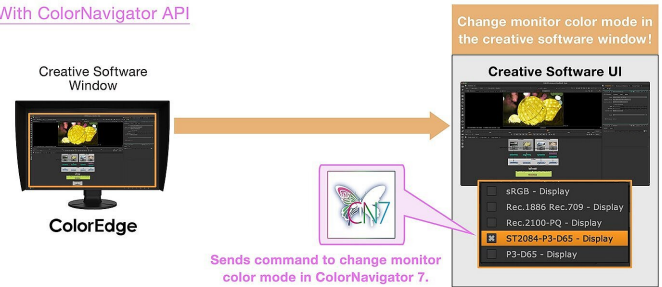 With ColorNavigator API
Change monitor color mode in
the creative software window!
Creative Software
Window
Creative Software UI
ColorEdge
CN7
sRGB - Display
Rec.1886 Rec.709 - Display
Rec.2100-PQ - Display
ST2084-P3-D65 - Display
P3-D65 - Display
Sends command to change monitor
color mode in ColorNavigator 7.